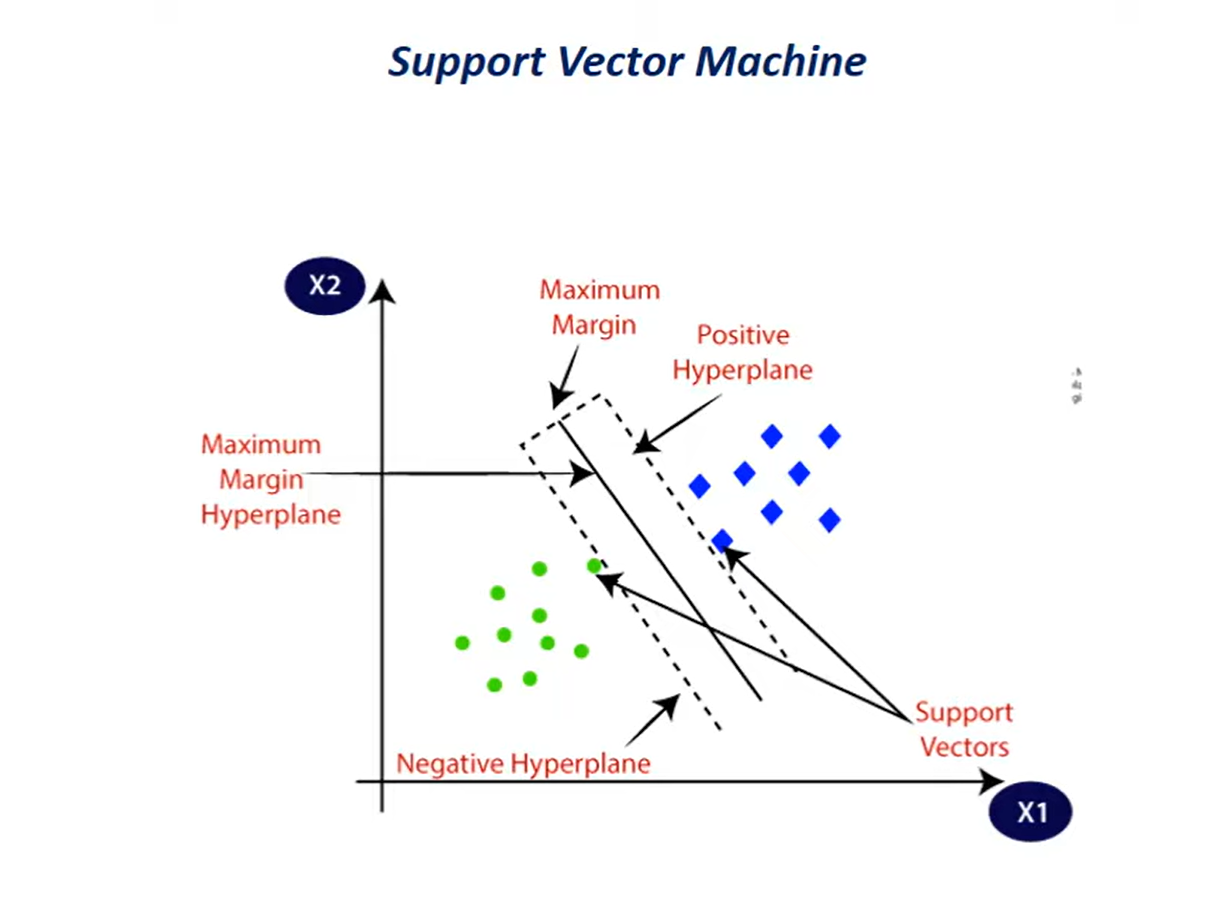 Support Vector Machine
X2
Maximum
Margin
Positive
Hyperplane
Maximum
Margin
Hyperplane
Support
Vectors
Negative Hyperplane
X1